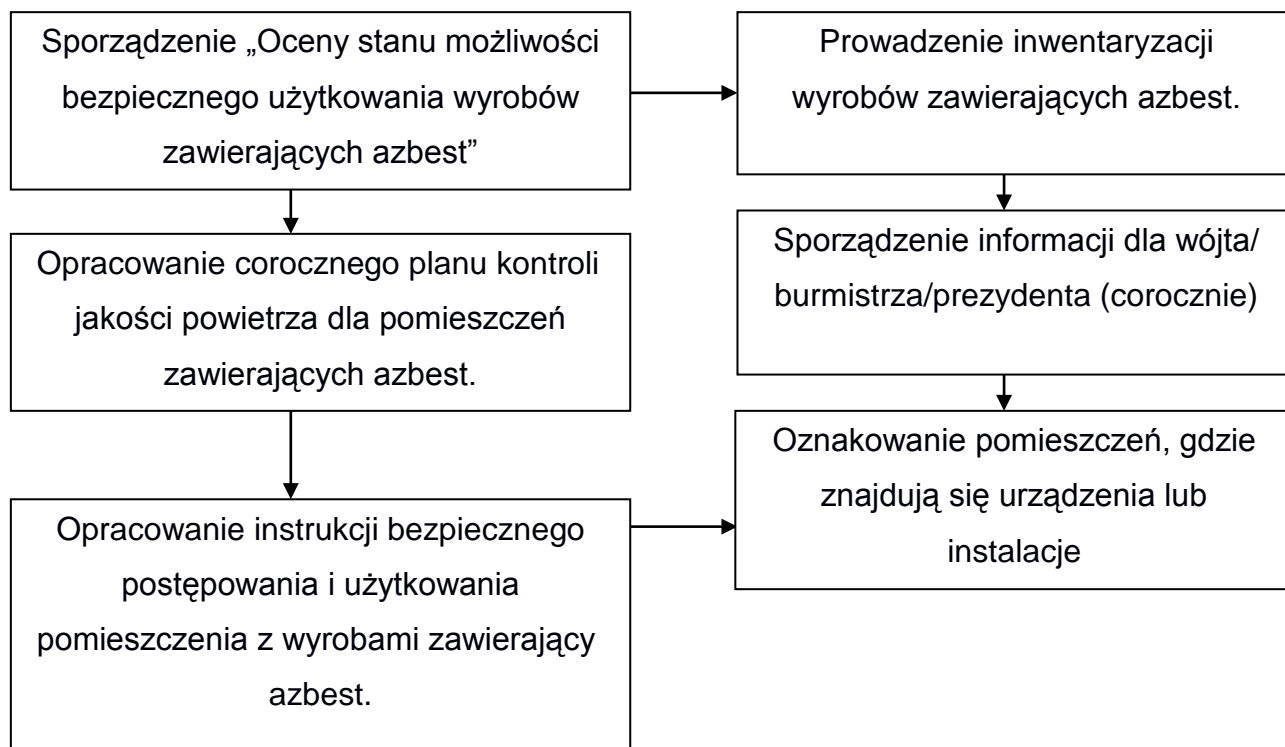 Sporządzenie „Oceny stanu możliwości
bezpiecznego użytkowania wyrobów
zawierających azbest”
Prowadzenie inwentaryzacji
wyrobów zawierających azbest.
Opracowanie corocznego planu kontroli
jakości powietrza dla pomieszczeń
zawierających azbest.
Sporządzenie informacji dla wójta/
burmistrza/prezydenta (corocznie)
Opracowanie instrukcji bezpiecznego
postępowania i użytkowania
pomieszczenia z wyrobami zawierający
azbest.
Oznakowanie pomieszczeń, gdzie
znajdują się urządzenia lub
instalacje